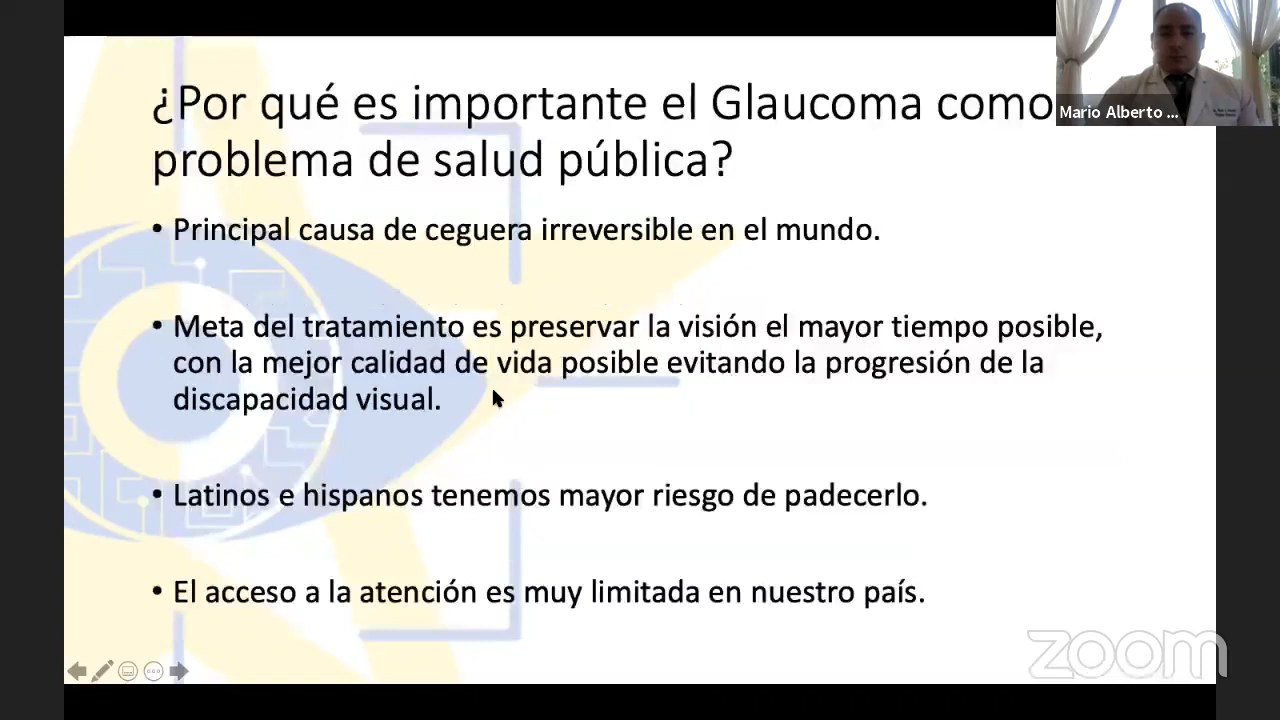 ¿Por qué es importante el Glaucoma como
problema de salud pública?
• Principal causa de ceguera irreversible en el mundo.
• Meta del tratamiento es preservar la visión el mayor tiempo posible,
con la mejor calidad de vida posible evitando la progresión de la
discapacidad visual.
• Latinos e hispanos tenemos mayor riesgo de padecerlo.
• El acceso a la atención es muy limitada en nuestro país.
Mario Alberto ...
zoom